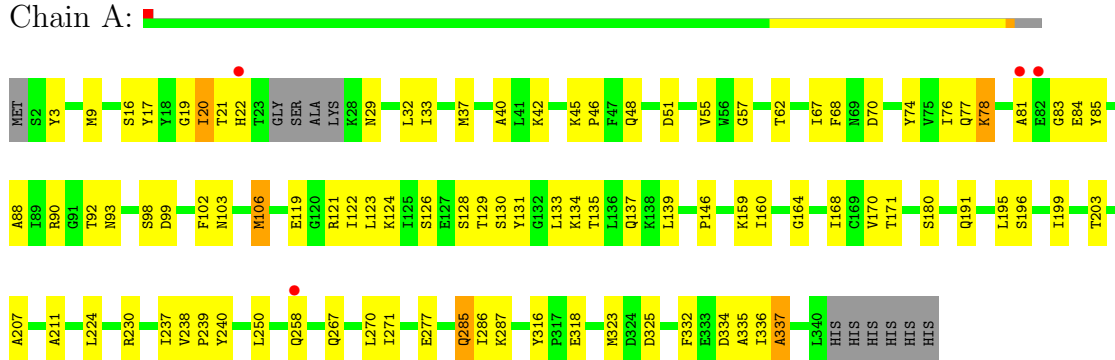 Chain A:
MET S2 Y3 M9 S16 Y17 Y18 G19 I20 T21 H22 T23 GLY SER ALA LYS K28 N29 L32 I33 M37 A40 L41 K42 K45 P46 F47 Q48 D51 V55 W56 G57 T62 I67 F68 N69 D70 Y74 V75 I76 Q77 K78 A81 E82 G83 E84 Y85
A88 I89 R90 G91 T92 N93 S98 D99 F102 N103 M106 E119 G120 R121 I122 L123 K124 I125 S126 E127 S128 T129 S130 Y131 G132 L133 K134 T135 L136 Q137 K138 L139 P146 K159 I160 G164 I168 C169 V170 T171 S180 Q191 L195 S196 I199 T203
A207 A211 L224 R230 I237 V238 P239 Y240 L250 Q258 Q267 L270 I271 E277 Q285 I286 K287 Y316 P317 E318 M323 D324 D325 F332 E333 D334 A335 I336 A337 L340 HIS HIS HIS HIS HIS HIS